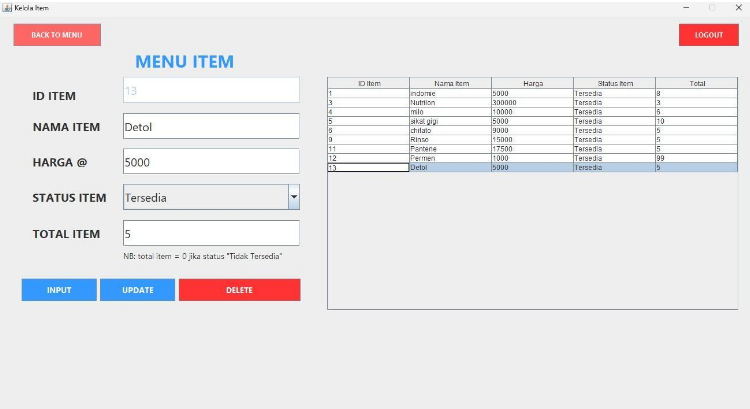 Kelola Item
BACK TO MENU
LOGOUT
MENU ITEM
ID ITEM 13
NAMA ITEM Detol
HARGA @ 5000
STATUS ITEM Tersedia
TOTAL ITEM 5
NB: total item = 0 jika status "Tidak Tersedia"
INPUT UPDATE DELETE
ID Item Nama Item Harga Status Item Total
1 indomie 5000 Tersedia 8
3 Nutrilon 300000 Tersedia 3
4 milo 10000 Tersedia 6
5 sikat gigi 5000 Tersedia 10
6 chitato 9000 Tersedia 5
9 Rinso 15000 Tersedia 5
11 Pantene 17500 Tersedia 5
12 Permen 1000 Tersedia 99
13 Detol 5000 Tersedia 5